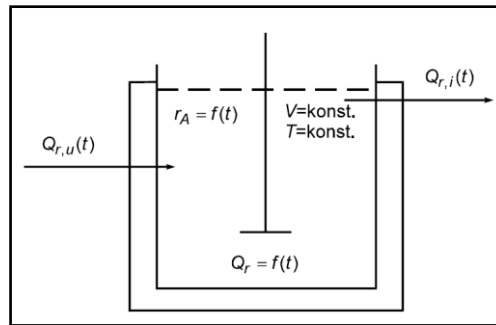 Q_{r,i}(t)
r_A = f(t)
V=konst.
T=konst.
Q_{r,u}(t)
Q_r = f(t)